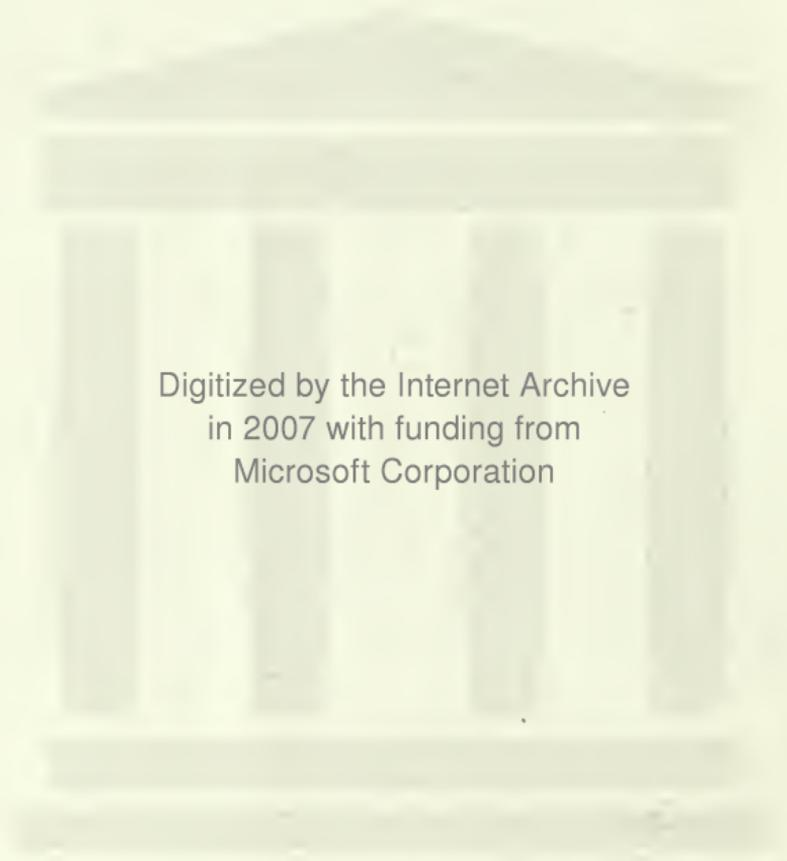 Digitized by the Internet Archive
in 2007 with funding from
Microsoft Corporation